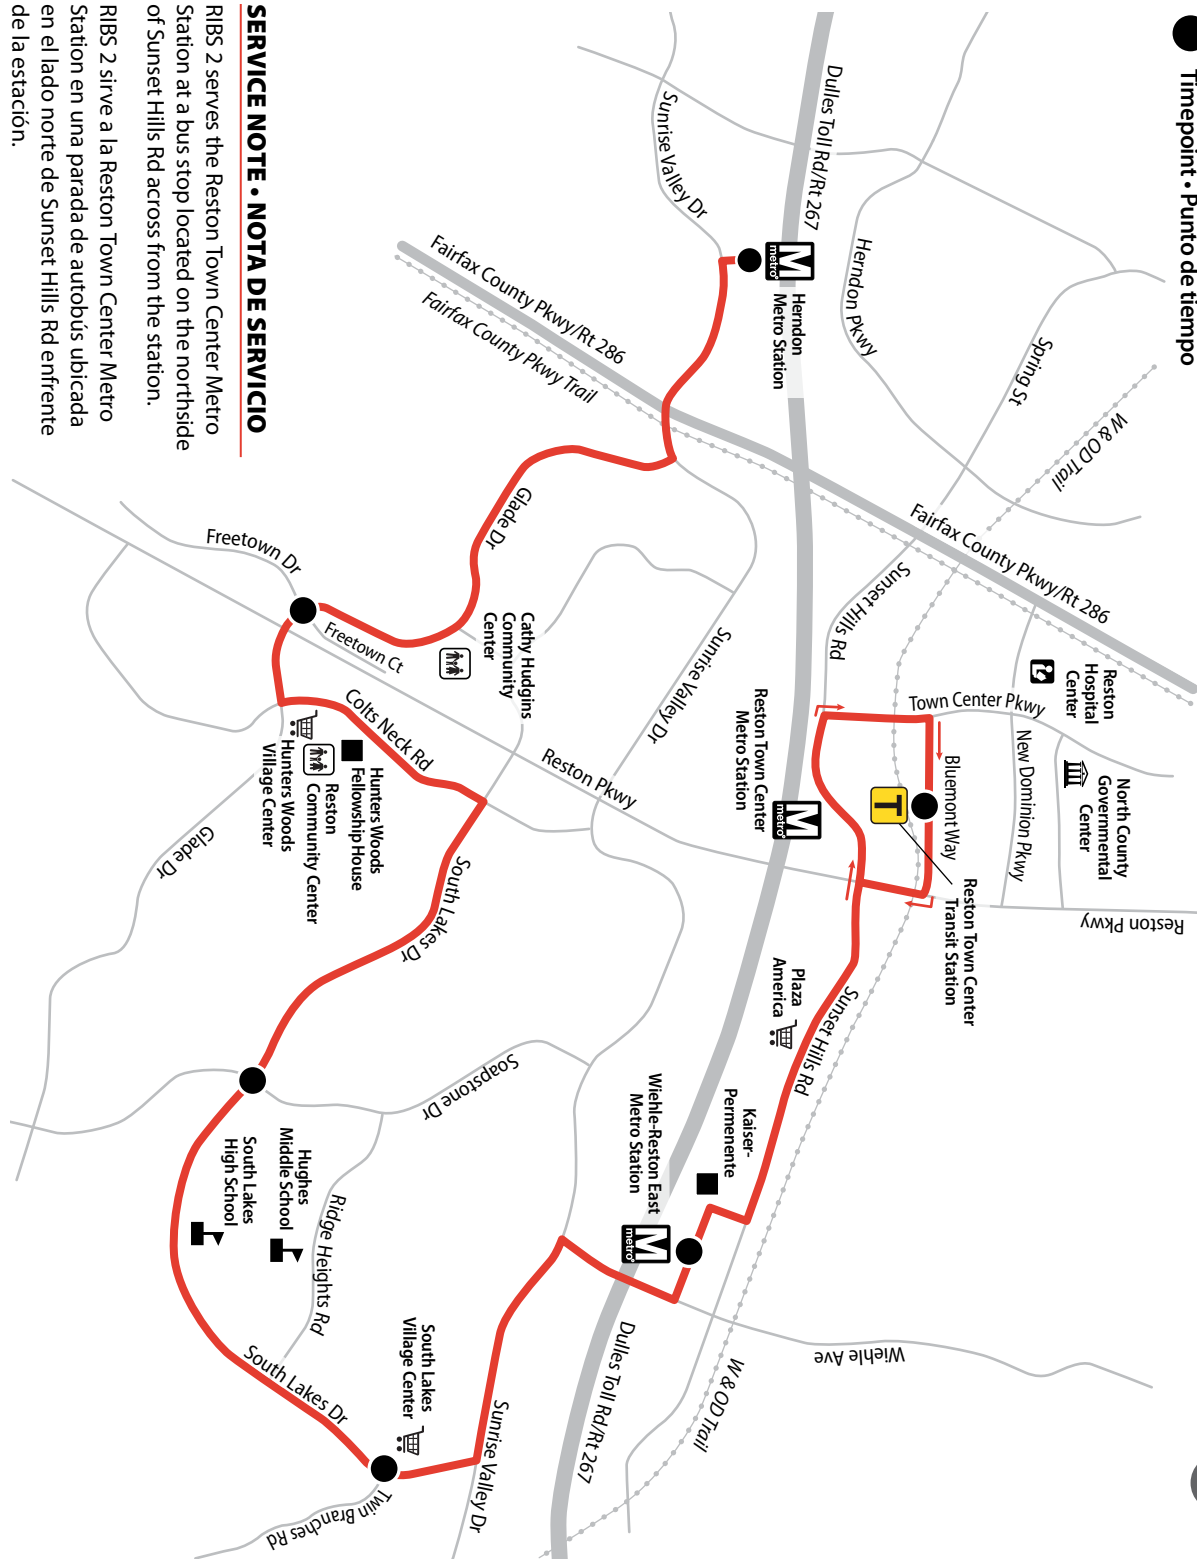 Timepoint • Punto de tiempo
Dulles Toll Rd/Rt 267
Sunrise Valley Dr
Herndon Pkwy
Spring St
W & OD Trail
M
metro
Herndon
Metro Station
Fairfax County Pkwy/Rt 286
Fairfax County Pkwy Trail
Fairfax County Pkwy/Rt 286
Sunset Hills Rd
Glade Dr
Freetown Dr
Freetown Ct
Cathy Hudgins
Community
Center
Sunrise Valley Dr
Reston
Hospital
Center
Town Center Pkwy
North County
Governmental
Center
New Dominion Pkwy
Bluemont Way
T
Reston Town Center
Transit Station
Reston Town Center
Metro Station
M
metro
Reston Pkwy
Reston Pkwy
Colts Neck Rd
Hunters Woods
Fellowship House
Reston
Community Center
Hunters Woods
Village Center
Glade Dr
South Lakes Dr
Plaza
America
Sunset Hills Rd
Kaiser-
Permenente
Wiehle-Reston East
Metro Station
M
metro
Soapstone Dr
Hughes
Middle School
South Lakes
High School
Ridge Heights Rd
South Lakes Dr
South Lakes
Village Center
Twin Branches Rd
Sunrise Valley Dr
Dulles Toll Rd/Rt 267
W & OD Trail
Wiehle Ave
SERVICE NOTE • NOTA DE SERVICIO
RIBS 2 serves the Reston Town Center Metro
Station at a bus stop located on the northside
of Sunset Hills Rd across from the station.
RIBS 2 sirve a la Reston Town Center Metro
Station en una parada de autobús ubicada
en el lado norte de Sunset Hills Rd enfrente
de la estación.